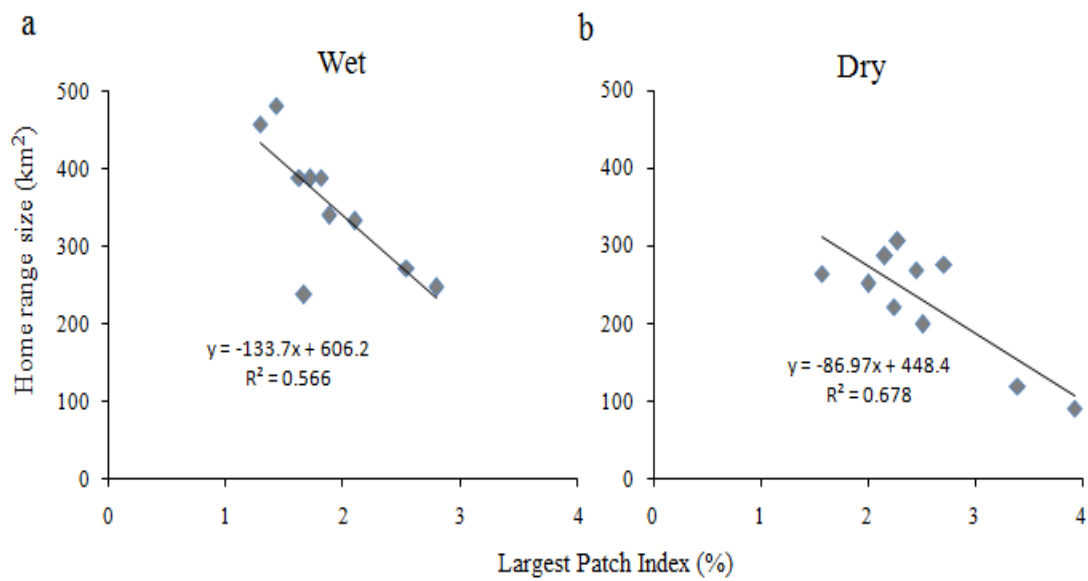 a
Wet
Home range size (km²)
500
400
300
200
100
0
0 1 2 3 4
y = -133.7x + 606.2
R² = 0.566
b
Dry
500
400
300
200
100
0
0 1 2 3 4
y = -86.97x + 448.4
R² = 0.678
Largest Patch Index (%)